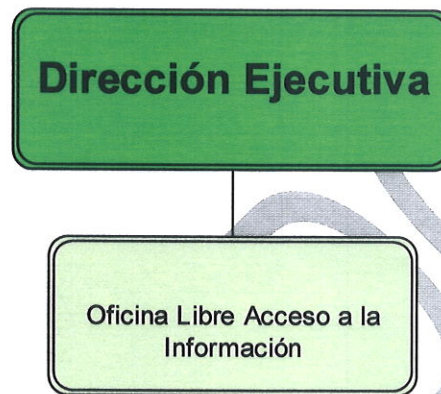 Dirección Ejecutiva
Oficina Libre Acceso a la
Información